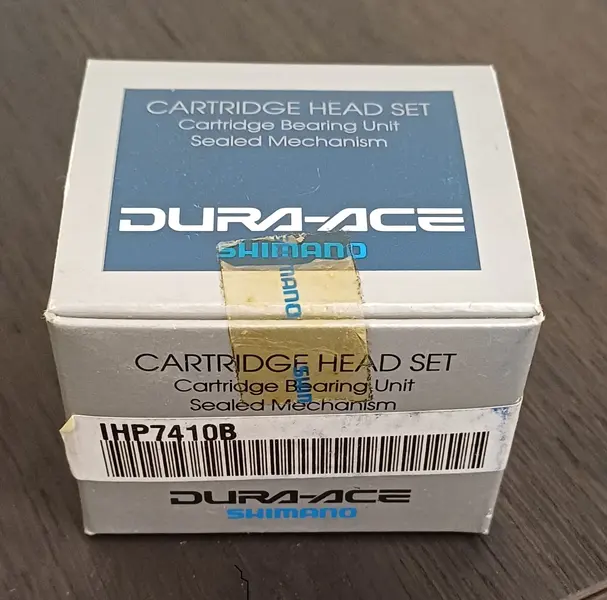 CARTRIDGE HEAD SET
Cartridge Bearing Unit
Sealed Mechanism
DURA-ACE
SHIMANO
SHIMANO
CARTRIDGE HEAD SET
Cartridge Bearing Unit
Sealed Mechanism
IHP7410B
DURA-ACE
SHIMANO